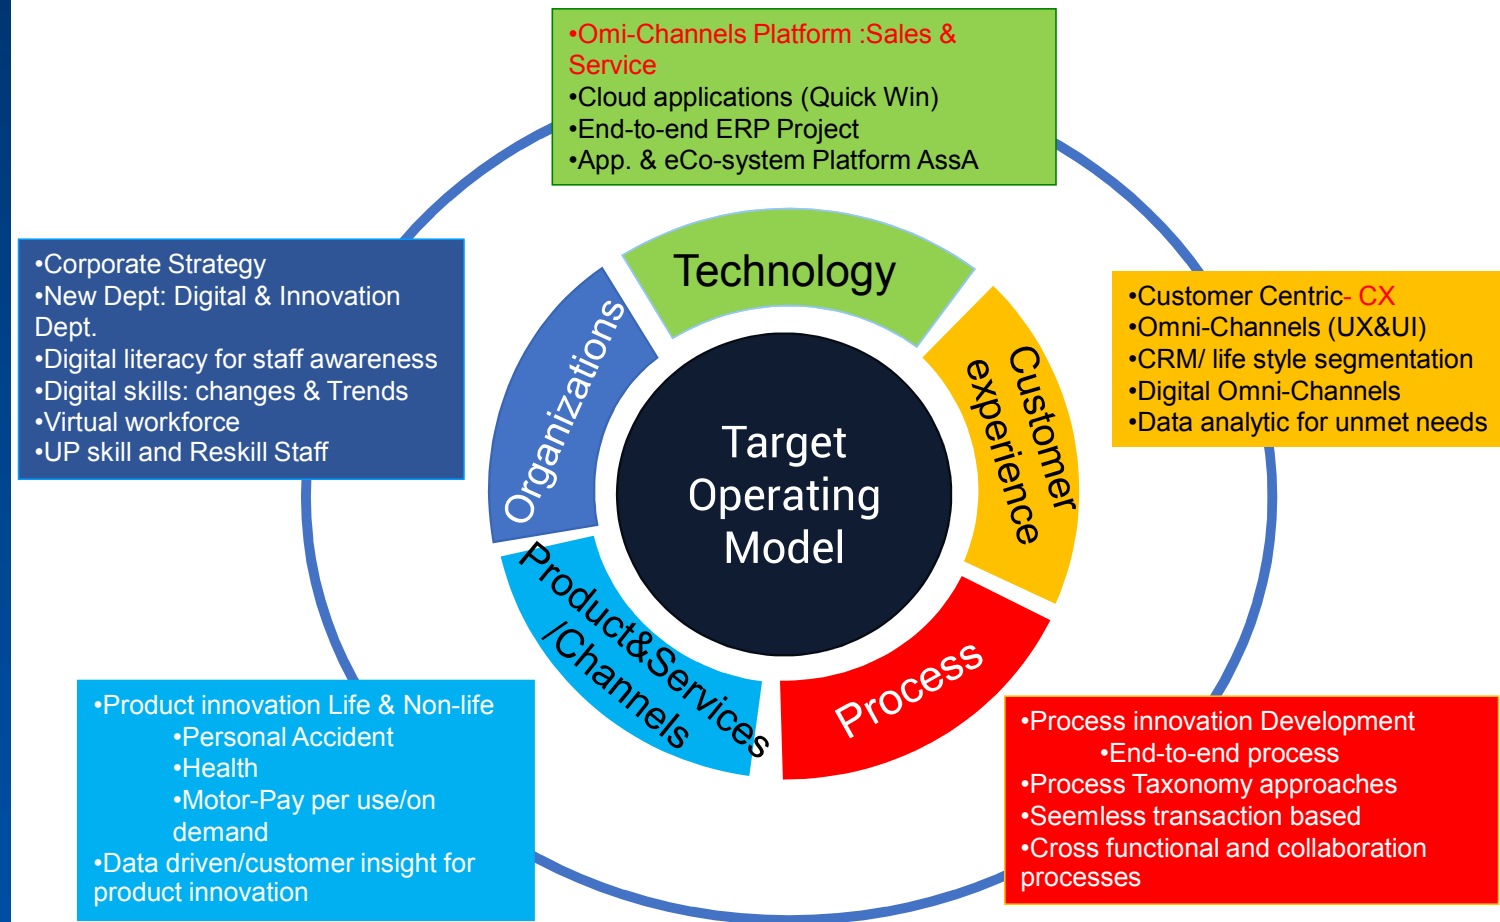 •Omi-Channels Platform :Sales &
Service
•Cloud applications (Quick Win)
•End-to-end ERP Project
•App. & eCo-system Platform AssA
•Corporate Strategy
•New Dept: Digital & Innovation
Dept.
•Digital literacy for staff awareness
•Digital skills: changes & Trends
•Virtual workforce
•UP skill and Reskill Staff
Technology
Organizations
Customer
experience
•Customer Centric- CX
•Omni-Channels (UX&UI)
•CRM/ life style segmentation
•Digital Omni-Channels
•Data analytic for unmet needs
Target
Operating
Model
Product&Services
/Channels
Process
•Product innovation Life & Non-life
•Personal Accident
•Health
•Motor-Pay per use/on
demand
•Data driven/customer insight for
product innovation
•Process innovation Development
•End-to-end process
•Process Taxonomy approaches
•Seemless transaction based
•Cross functional and collaboration
processes